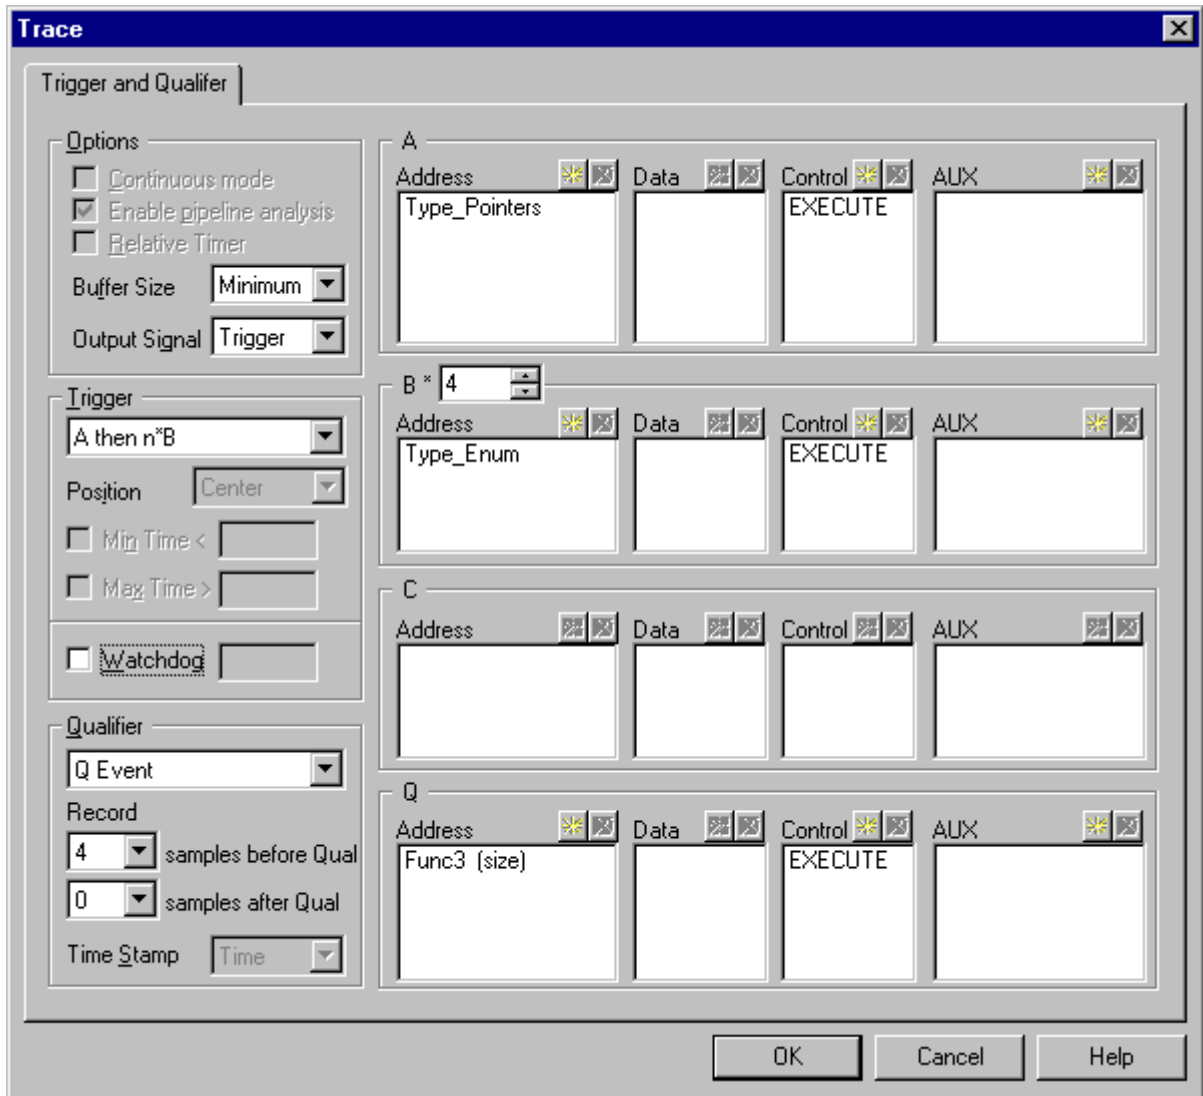 Trace
Trigger and Qualifer
Options
Continuous mode
Enable pipeline analysis
Relative Timer
Buffer Size Minimum
Output Signal Trigger
Trigger
A then n*B
Position Center
Min Time <
Max Time >
Watchdog
Qualifier
Q Event
Record
4 samples before Qual
0 samples after Qual
Time Stamp Time
A
Address Data Control AUX
Type_Pointers EXECUTE
B * 4
Address Data Control AUX
Type_Enum EXECUTE
C
Address Data Control AUX
Q
Address Data Control AUX
Func3 (size) EXECUTE
OK Cancel Help